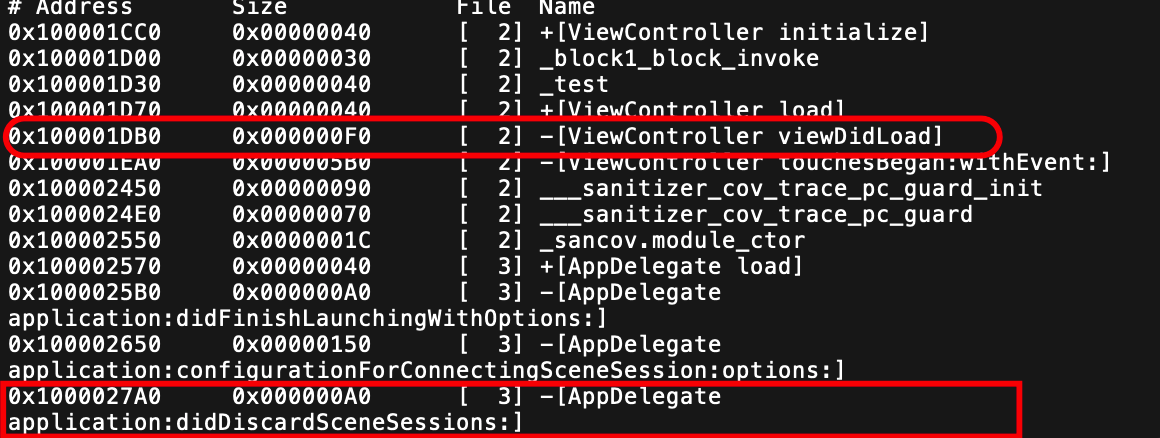 # Address      Size            File  Name
0x100001CC0    0x00000040      [  2] +[ViewController initialize]
0x100001D00    0x00000030      [  2] _block1_block_invoke
0x100001D30    0x00000040      [  2] _test
0x100001D70    0x00000040      [  2] +[ViewController load]
0x100001DB0    0x000000F0      [  2] -[ViewController viewDidLoad]
0x100001EA0    0x000005B0      [  2] -[ViewController touchesBegan:withEvent:]
0x100002450    0x00000090      [  2] ___sanitizer_cov_trace_pc_guard_init
0x1000024E0    0x00000070      [  2] ___sanitizer_cov_trace_pc_guard
0x100002550    0x0000001C      [  2] _sancov.module_ctor
0x100002570    0x00000040      [  3] +[AppDelegate load]
0x1000025B0    0x000000A0      [  3] -[AppDelegate
application:didFinishLaunchingWithOptions:]
0x100002650    0x00000150      [  3] -[AppDelegate
application:configurationForConnectingSceneSession:options:]
0x1000027A0    0x000000A0      [  3] -[AppDelegate
application:didDiscardSceneSessions:]